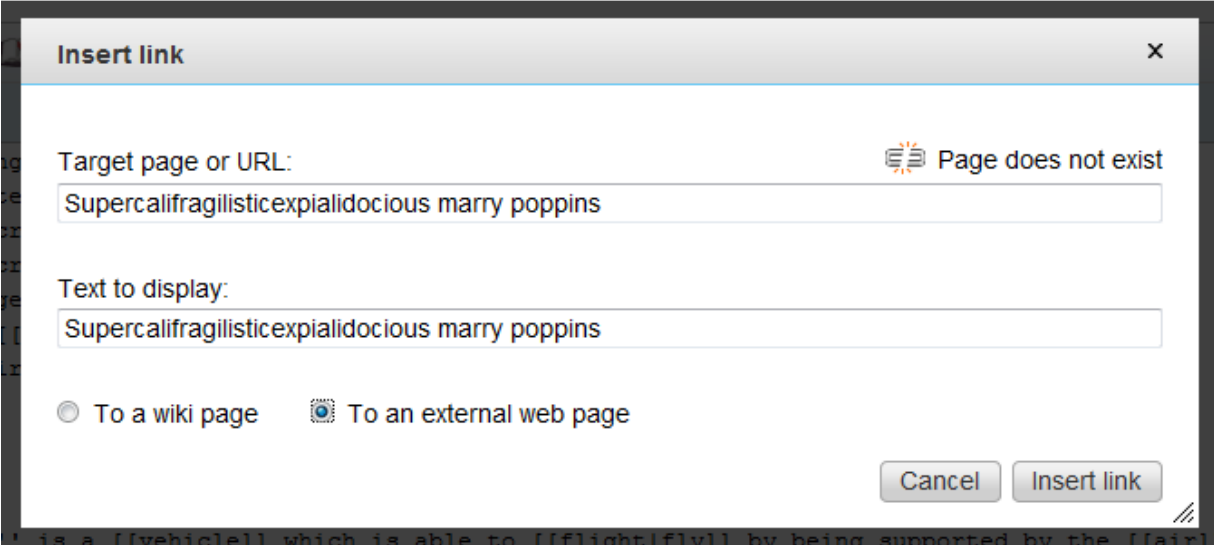 Insert link
×
Target page or URL:
Page does not exist
Supercalifragilisticexpialidocious marry poppins
Text to display:
Supercalifragilisticexpialidocious marry poppins
To a wiki page To an external web page
Cancel Insert link
is a [[vehicle]] which is able to [[flight|fly]] by being supported by the [[air]